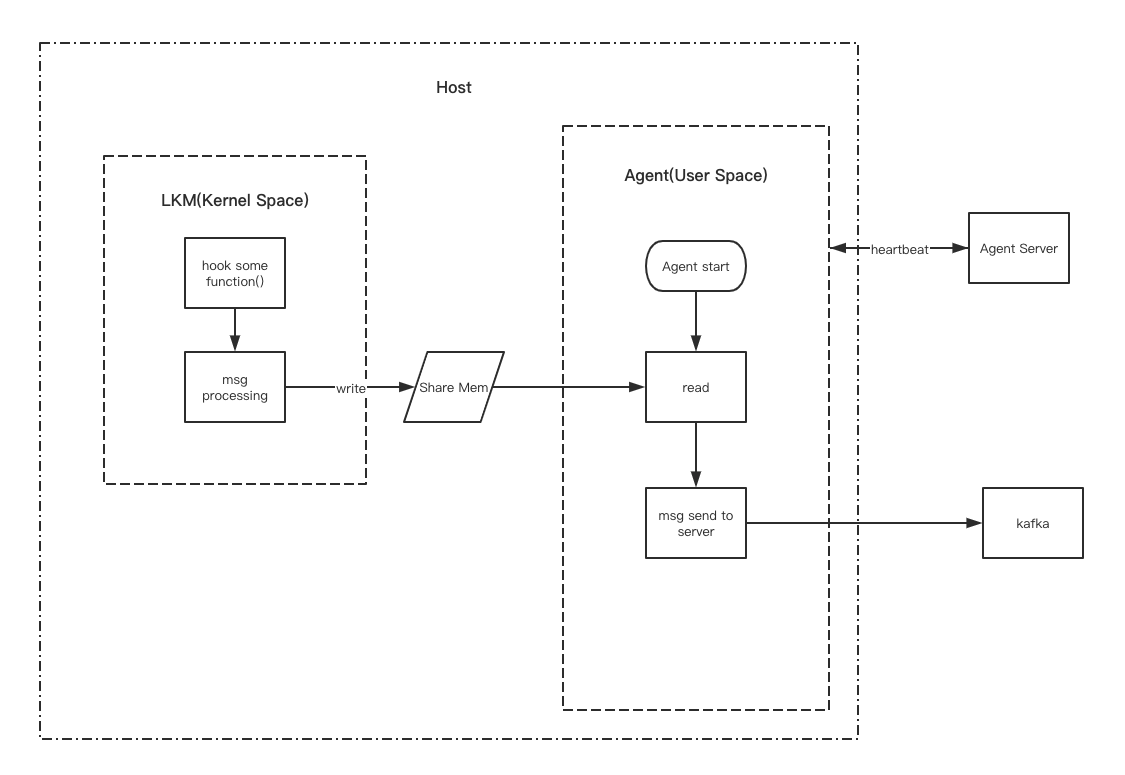 Host
LKM(Kernel Space)
hook some
function()
msg
processing
write
Share Mem
Agent(User Space)
Agent start
read
msg send to
server
heartbeat
Agent Server
kafka